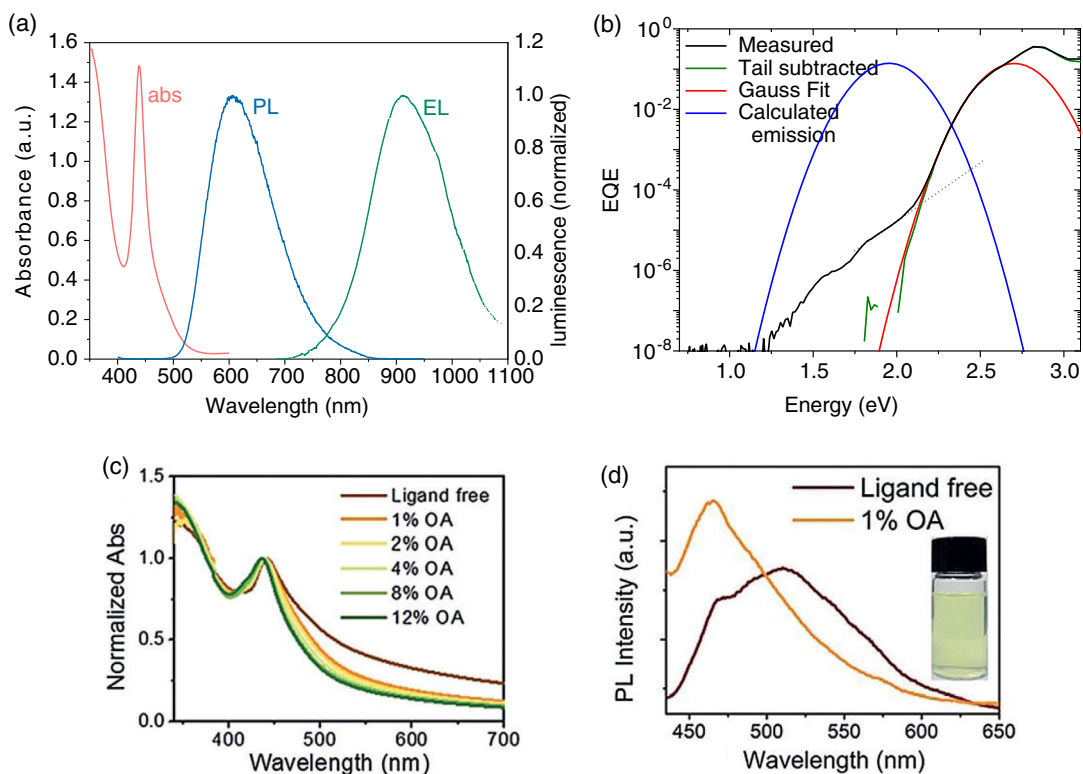 (a)
1.6
1.4
1.2
1.0
0.8
0.6
0.4
0.2
0.0
Absorbance (a.u.)
abs
PL
EL
1.2
1.0
0.8
0.6
0.4
0.2
0.0
luminescence (normalized)
400 500 600 700 800 900 1000 1100
Wavelength (nm)
(b)
10⁰
10⁻²
10⁻⁴
10⁻⁶
10⁻⁸
EQE
Measured
Tail subtracted
Gauss Fit
Calculated
emission
1.0 1.5 2.0 2.5 3.0
Energy (eV)
(c)
1.5
1.0
0.5
0.0
Normalized Abs
Ligand free
1% OA
2% OA
4% OA
8% OA
12% OA
400 500 600 700
Wavelength (nm)
(d)
PL Intensity (a.u.)
Ligand free
1% OA
450 500 550 600 650
Wavelength (nm)